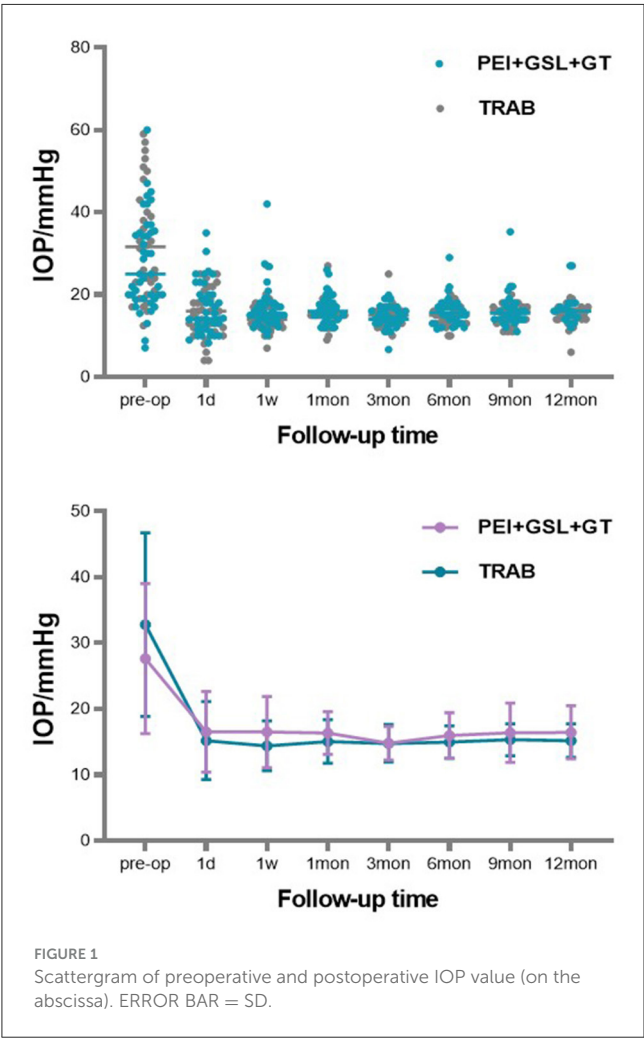 80
60
40
20
0
IOP/mmHg
PEI+GSL+GT
TRAB
pre-op 1d 1w 1mon 3mon 6mon 9mon 12mon
Follow-up time
50
40
30
20
10
0
IOP/mmHg
PEI+GSL+GT
TRAB
pre-op 1d 1w 1mon 3mon 6mon 9mon 12mon
Follow-up time
FIGURE 1
Scattergram of preoperative and postoperative IOP value (on the
abscissa). ERROR BAR = SD.